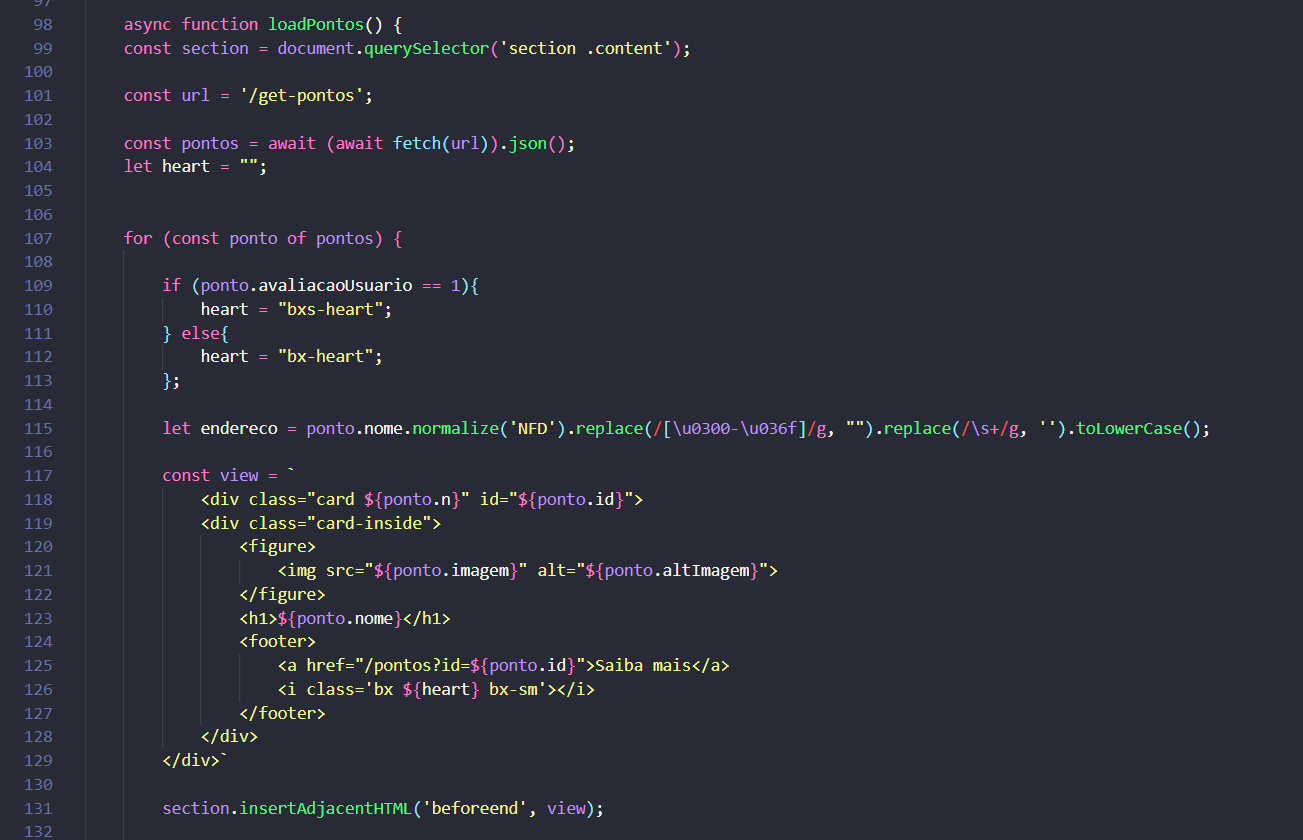 97
98 async function loadPontos() {
99 const section = document.querySelector('section .content');
100
101 const url = '/get-pontos';
102
103 const pontos = await (await fetch(url)).json();
104 let heart = "";
105
106
107 for (const ponto of pontos) {
108
109 if (ponto.avaliacaoUsuario == 1){
110 heart = "bxs-heart";
111 } else{
112 heart = "bx-heart";
113 };
114
115 let endereco = ponto.nome.normalize('NFD').replace(/[\u0300-\u036f]/g, "").replace(/\s+/g, '').toLowerCase();
116
117 const view = `
118 <div class="card ${ponto.n}" id="${ponto.id}">
119 <div class="card-inside">
120 <figure>
121 <img src="${ponto.imagem}" alt="${ponto.altImagem}">
122 </figure>
123 <h1>${ponto.nome}</h1>
124 <footer>
125 <a href="/pontos?id=${ponto.id}">Saiba mais</a>
126 <i class='bx ${heart} bx-sm'></i>
127 </footer>
128 </div>
129 </div>`
130
131 section.insertAdjacentHTML('beforeend', view);
132